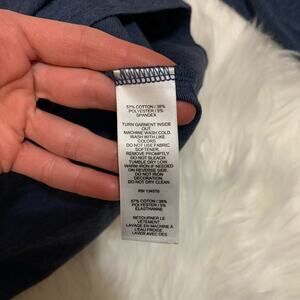 57% COTTON / 38%
POLYESTER / 5%
SPANDEX
TURN GARMENT INSIDE
OUT.
MACHINE WASH COLD.
WASH WITH LIKE
COLORS.
DO NOT USE FABRIC
SOFTENER.
REMOVE PROMPTLY.
DO NOT BLEACH.
TUMBLE DRY LOW.
WARM IRON IF NEEDED
ON REVERSE SIDE.
DO NOT IRON
DECORATION.
DO NOT DRY CLEAN.
RN 134570
57% COTON / 38%
POLYESTER / 5%
ÉLASTHANNE
RETOURNER LE
VÊTEMENT.
LAVAGE EN MACHINE À
L'EAU FROIDE.
LAVER AVEC DES